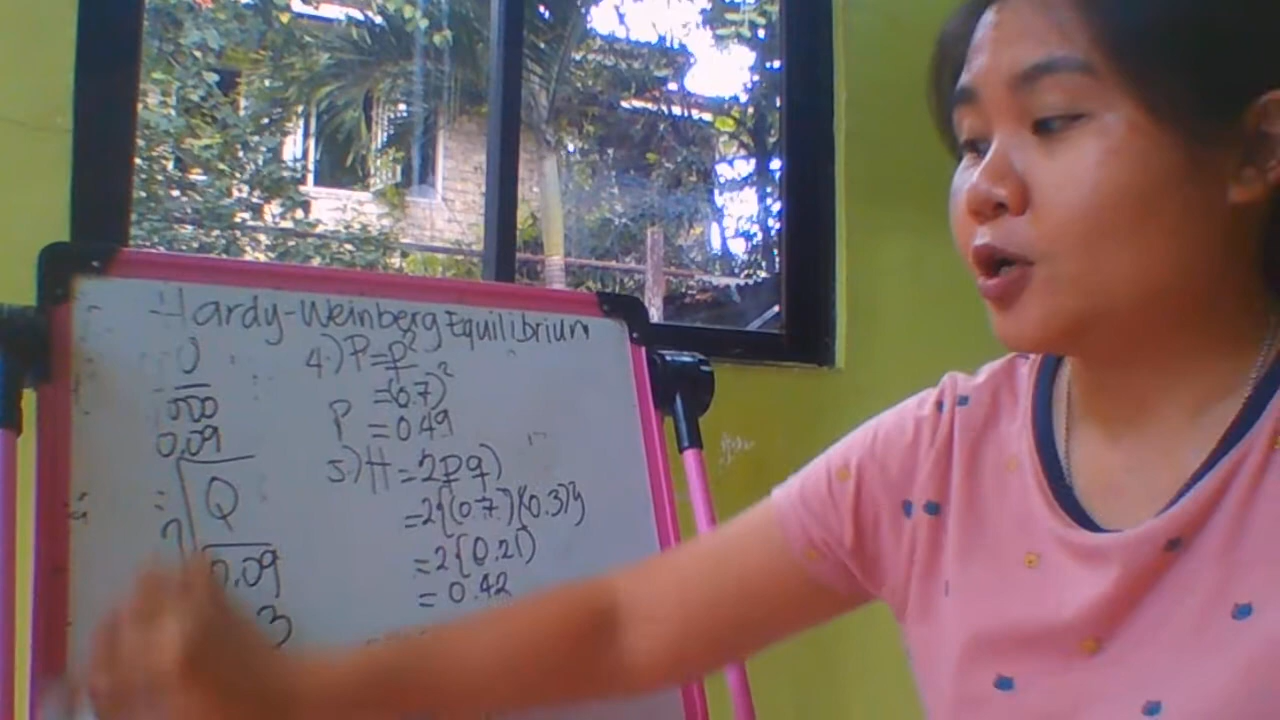 Hardy-Weinberg Equilibrium
500
0.09
Q
0.09
3
4.) P = p²
= (0.7)²
P = 0.49
5) H = 2pq)
= 2{(0.7)(0.3)}
= 2{0.21)
= 0.42